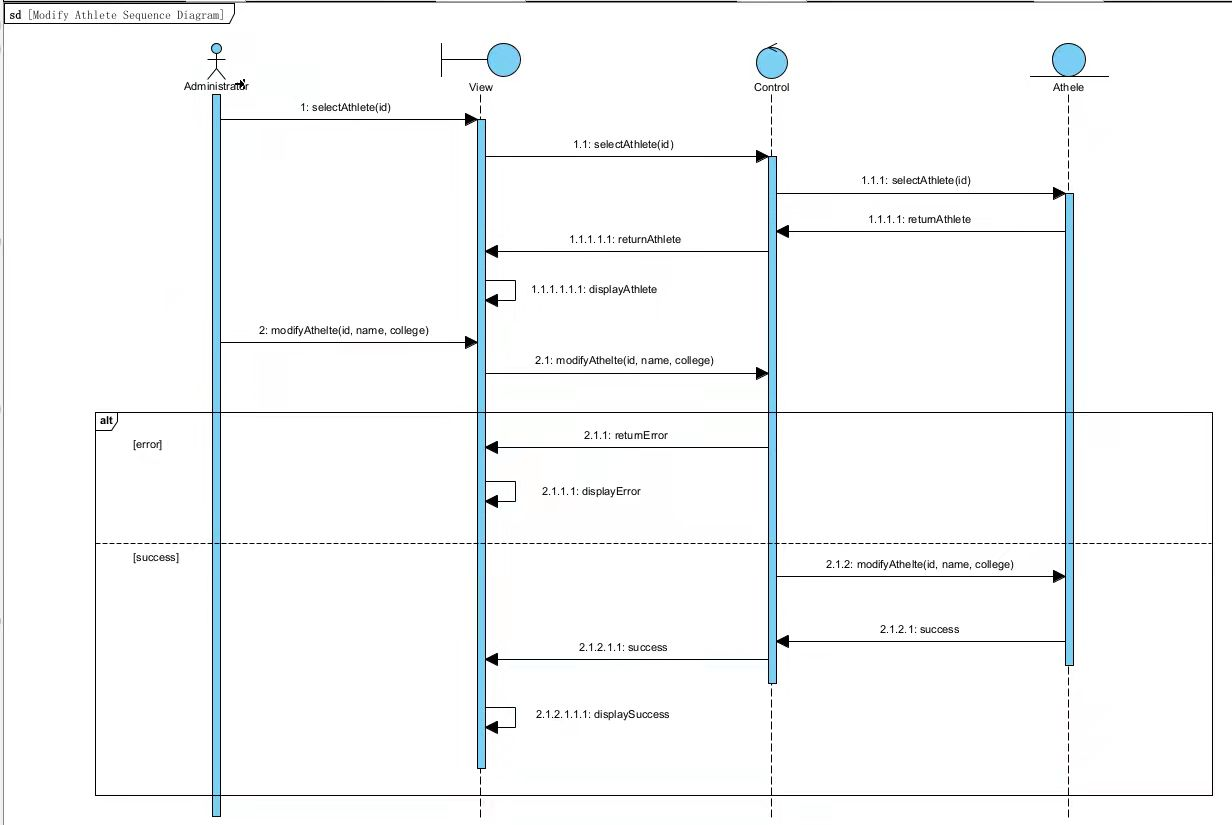 sd [Modify Athlete Sequence Diagram]
Administrator
View
Control
Athele
1: selectAthlete(id)
1.1: selectAthlete(id)
1.1.1: selectAthlete(id)
1.1.1.1: returnAthlete
1.1.1.1.1: returnAthlete
1.1.1.1.1.1: displayAthlete
2: modifyAthelte(id, name, college)
2.1: modifyAthelte(id, name, college)
alt
[error]
2.1.1: returnError
2.1.1.1: displayError
[success]
2.1.2: modifyAthelte(id, name, college)
2.1.2.1: success
2.1.2.1.1: success
2.1.2.1.1.1: displaySuccess